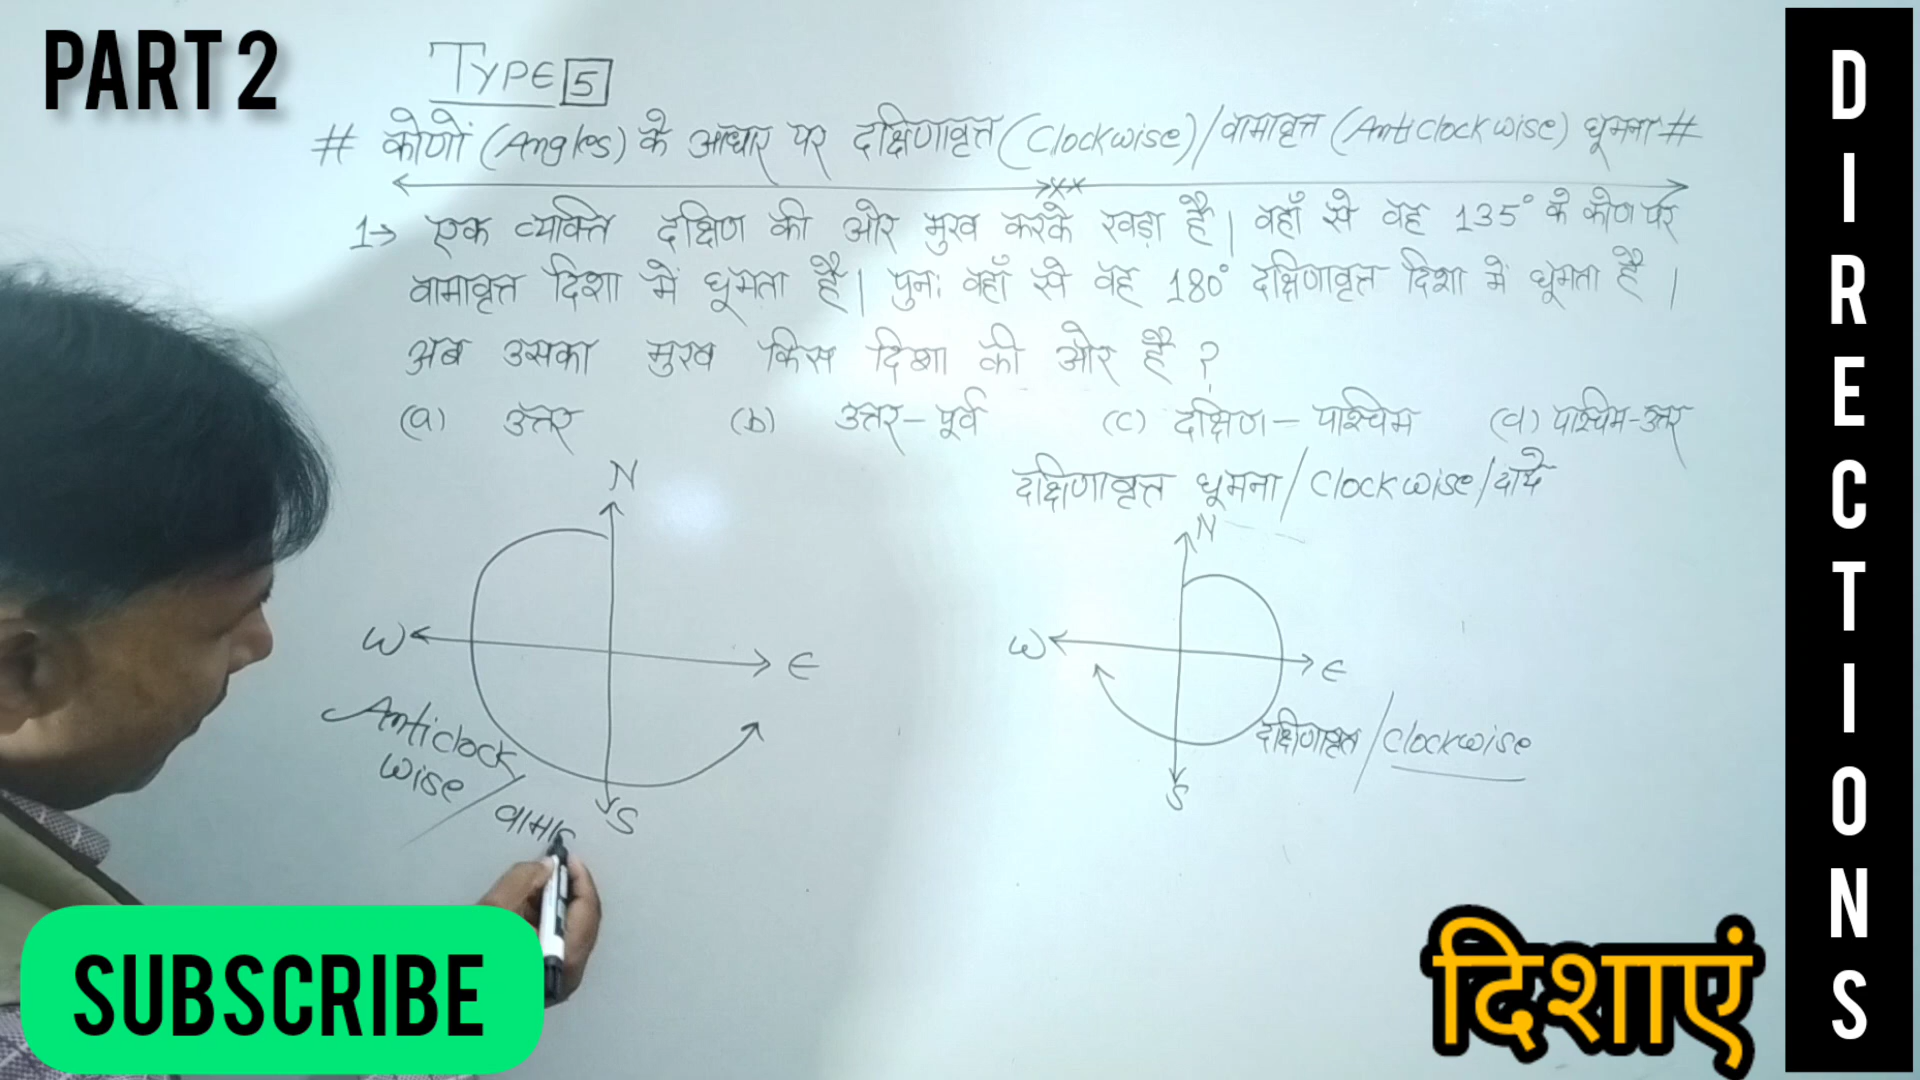 PART 2
TYPE 5
# कोणों (Angles) के आधार पर दक्षिणावृत्त (Clockwise)/वामावृत्त (Anticlockwise) घूमना #
1→ एक व्यक्ति दक्षिण की ओर मुख करके खड़ा है। वहाँ से वह 135° के कोण पर
वामावृत्त दिशा में घूमता है। पुनः वहाँ से वह 180° दक्षिणावृत्त दिशा में घूमता है।
अब उसका मुख किस दिशा की ओर है?
(a) उत्तर (b) उत्तर-पूर्व (c) दक्षिण-पश्चिम (d) पश्चिम-उत्तर
दक्षिणावृत्त घूमना/Clockwise/दायें
N
W E
S
Anticlock
wise/वामा
N
W E
S
दक्षिणावृत्त/Clockwise
SUBSCRIBE
दिशाएं
DIRECTIONS